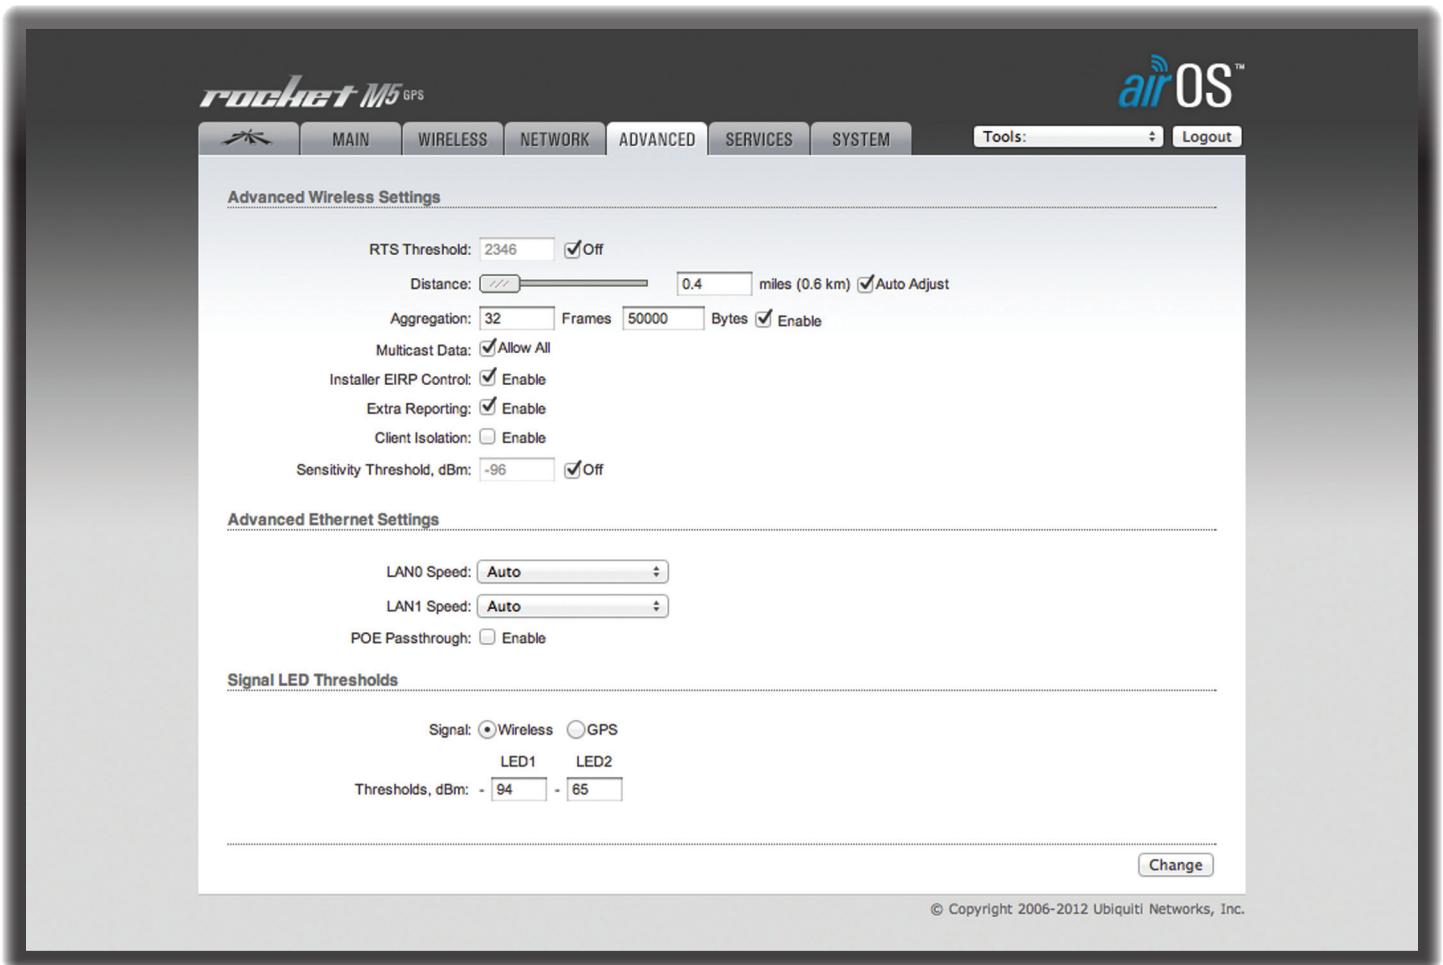 rocket M5 GPS
airOS™
MAIN WIRELESS NETWORK ADVANCED SERVICES SYSTEM Tools: Logout
Advanced Wireless Settings
RTS Threshold: 2346 Off
Distance: 0.4 miles (0.6 km) Auto Adjust
Aggregation: 32 Frames 50000 Bytes Enable
Multicast Data: Allow All
Installer EIRP Control: Enable
Extra Reporting: Enable
Client Isolation: Enable
Sensitivity Threshold, dBm: -96 Off
Advanced Ethernet Settings
LAN0 Speed: Auto
LAN1 Speed: Auto
POE Passthrough: Enable
Signal LED Thresholds
Signal: Wireless GPS
LED1 LED2
Thresholds, dBm: - 94 - 65
Change
© Copyright 2006-2012 Ubiquiti Networks, Inc.